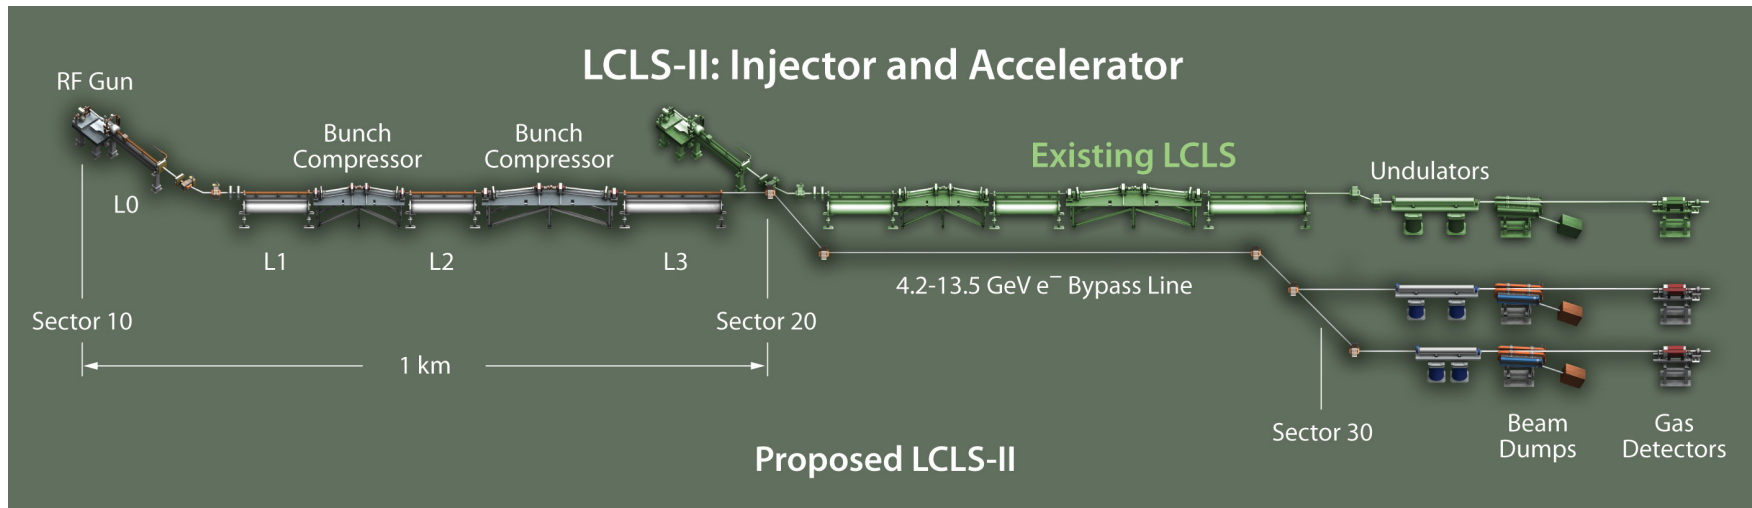 LCLS-II: Injector and Accelerator
RF Gun
Bunch
Compressor
Bunch
Compressor
Existing LCLS
Undulators
L0
L1
L2
L3
4.2-13.5 GeV e⁻ Bypass Line
Sector 10
Sector 20
1 km
Sector 30
Beam
Dumps
Gas
Detectors
Proposed LCLS-II